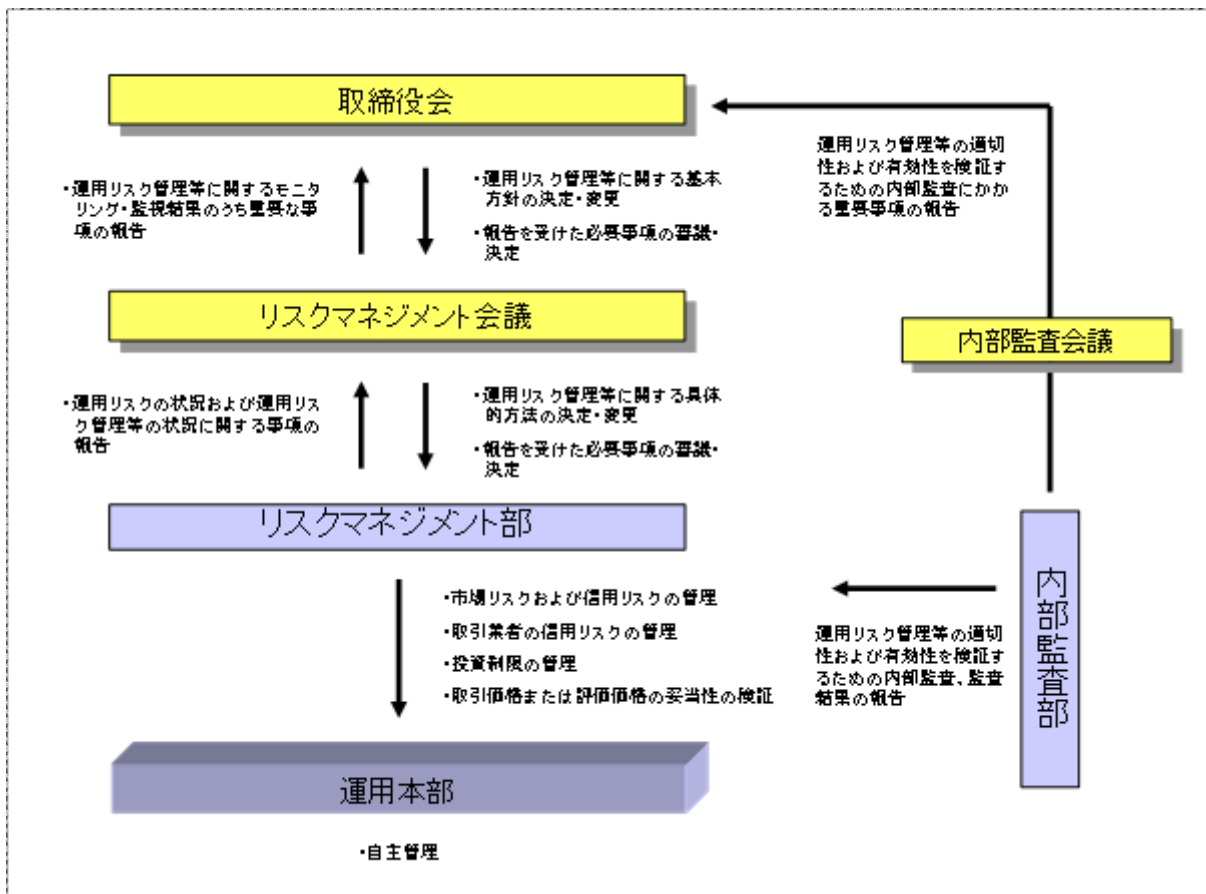 取締役会
・運用リスク管理等に関するモニ
タリング・監視結果のうち重要な事
項の報告
・運用リスク管理等に関する基本
方針の決定・変更
・報告を受けた必要事項の審議・
決定
運用リスク管理等の適切
性および有効性を検証す
るための内部監査にかか
る重要事項の報告
リスクマネジメント会議
内部監査会議
・運用リスクの状況および運用リス
ク管理等の状況に関する事項の
報告
・運用リスク管理等に関する具体
的方法の決定・変更
・報告を受けた必要事項の審議・
決定
リスクマネジメント部
内部監査部
・市場リスクおよび信用リスクの管理
・取引業者の信用リスクの管理
・投資制限の管理
・取引価格または評価価格の妥当性の検証
運用リスク管理等の適切
性および有効性を検証す
るための内部監査、監査
結果の報告
運用本部
・自主管理